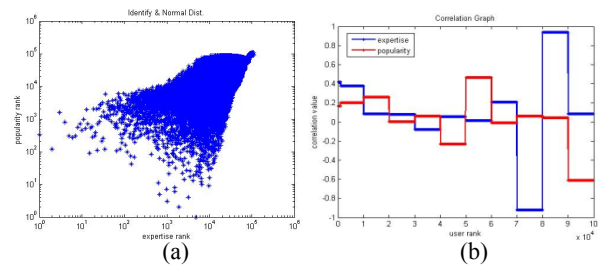 Identify & Normal Dist.
10^6
10^5
10^4
10^3
10^2
10^1
10^0
popularity rank
10^0 10^1 10^2 10^3 10^4 10^5 10^6
expertise rank
(a)
Correlation Graph
expertise
popularity
1
0.8
0.6
0.4
0.2
0
-0.2
-0.4
-0.6
-0.8
-1
correlation value
0 1 2 3 4 5 6 7 8 9 10
x 10^4
user rank
(b)